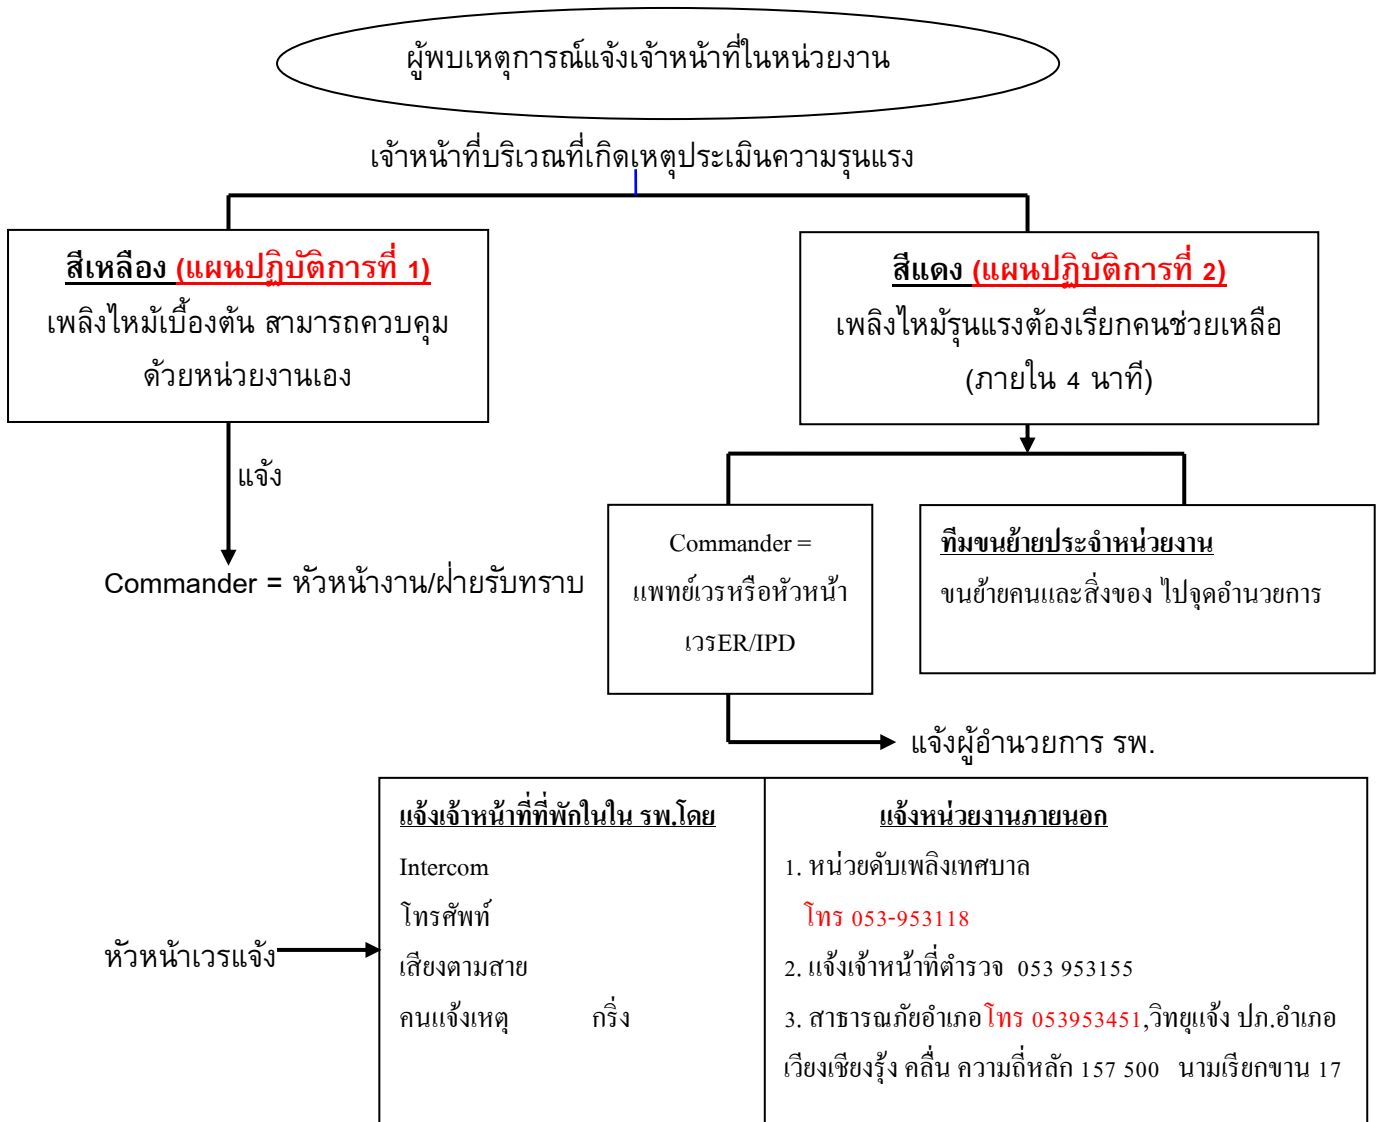 ผู้พบเหตุการณ์แจ้งเจ้าหน้าที่ในหน่วยงาน
เจ้าหน้าที่บริเวณที่เกิดเหตุประเมินความรุนแรง
สีเหลือง (แผนปฏิบัติการที่ 1)
เพลิงไหม้เบื้องต้น สามารถควบคุม
ด้วยหน่วยงานเอง
สีแดง (แผนปฏิบัติการที่ 2)
เพลิงไหม้รุนแรงต้องเรียกคนช่วยเหลือ
(ภายใน 4 นาที)
แจ้ง
Commander = หัวหน้างาน/ฝ่ายรับทราบ
Commander =
แพทย์เวรหรือหัวหน้า
เวรER/IPD
ทีมขนย้ายประจำหน่วยงาน
ขนย้ายคนและสิ่งของ ไปจุดอำนวยการ
แจ้งผู้อำนวยการ รพ.
หัวหน้าเวรแจ้ง
แจ้งเจ้าหน้าที่ที่พักในใน รพ.โดย
Intercom
โทรศัพท์
เสียงตามสาย
คนแจ้งเหตุ กริ่ง
แจ้งหน่วยงานภายนอก
1. หน่วยดับเพลิงเทศบาล
โทร 053-953118
2. แจ้งเจ้าหน้าที่ตำรวจ 053 953155
3. สาธารณภัยอำเภอโทร 053953451,วิทยุแจ้ง ปภ.อำเภอ
เวียงเชียงรุ้ง คลื่น ความถี่หลัก 157 500 นามเรียกขาน 17